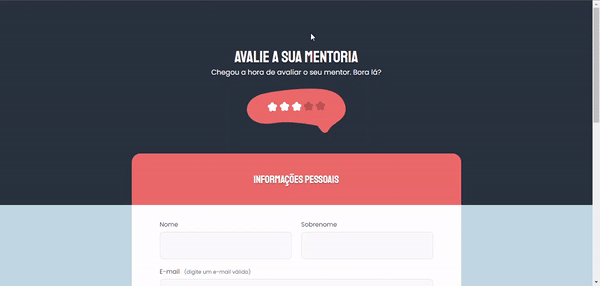 AVALIE A SUA MENTORIA
Chegou a hora de avaliar o seu mentor. Bora lá?
INFORMAÇÕES PESSOAIS
Nome
Sobrenome
E-mail (digite um e-mail válido)